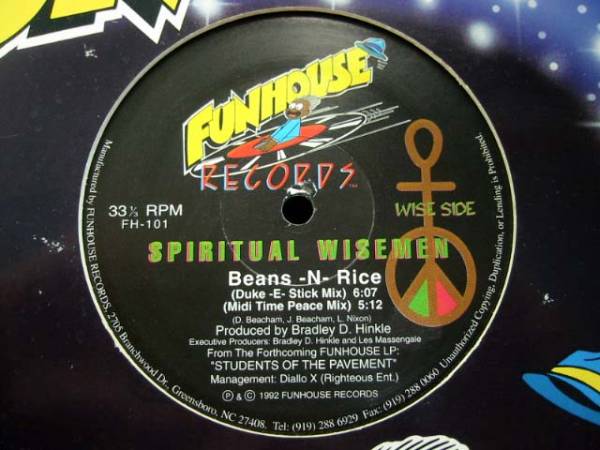 FUNHOUSE
RECORDS ™
33⅓ RPM
FH-101
WISE SIDE
SPIRITUAL WISEMEN
Beans -N- Rice
(Duke -E- Stick Mix) 6:07
(Midi Time Peace Mix) 5:12
(D. Beacham, J. Beacham, L. Nixon)
Produced by Bradley D. Hinkle
Executive Producers: Bradley D. Hinkle and Les Massengale
From The Forthcoming FUNHOUSE LP:
"STUDENTS OF THE PAVEMENT"
Management: Diallo X (Righteous Ent.)
℗ & © 1992 FUNHOUSE RECORDS
Manufactured by FUNHOUSE RECORDS, 2705 Branchwood Dr., Greensboro, NC 27408. Tel: (919) 288 6929 Fax: (919) 288 0060 Unauthorized Copying, Duplication, or Lending is Prohibited.